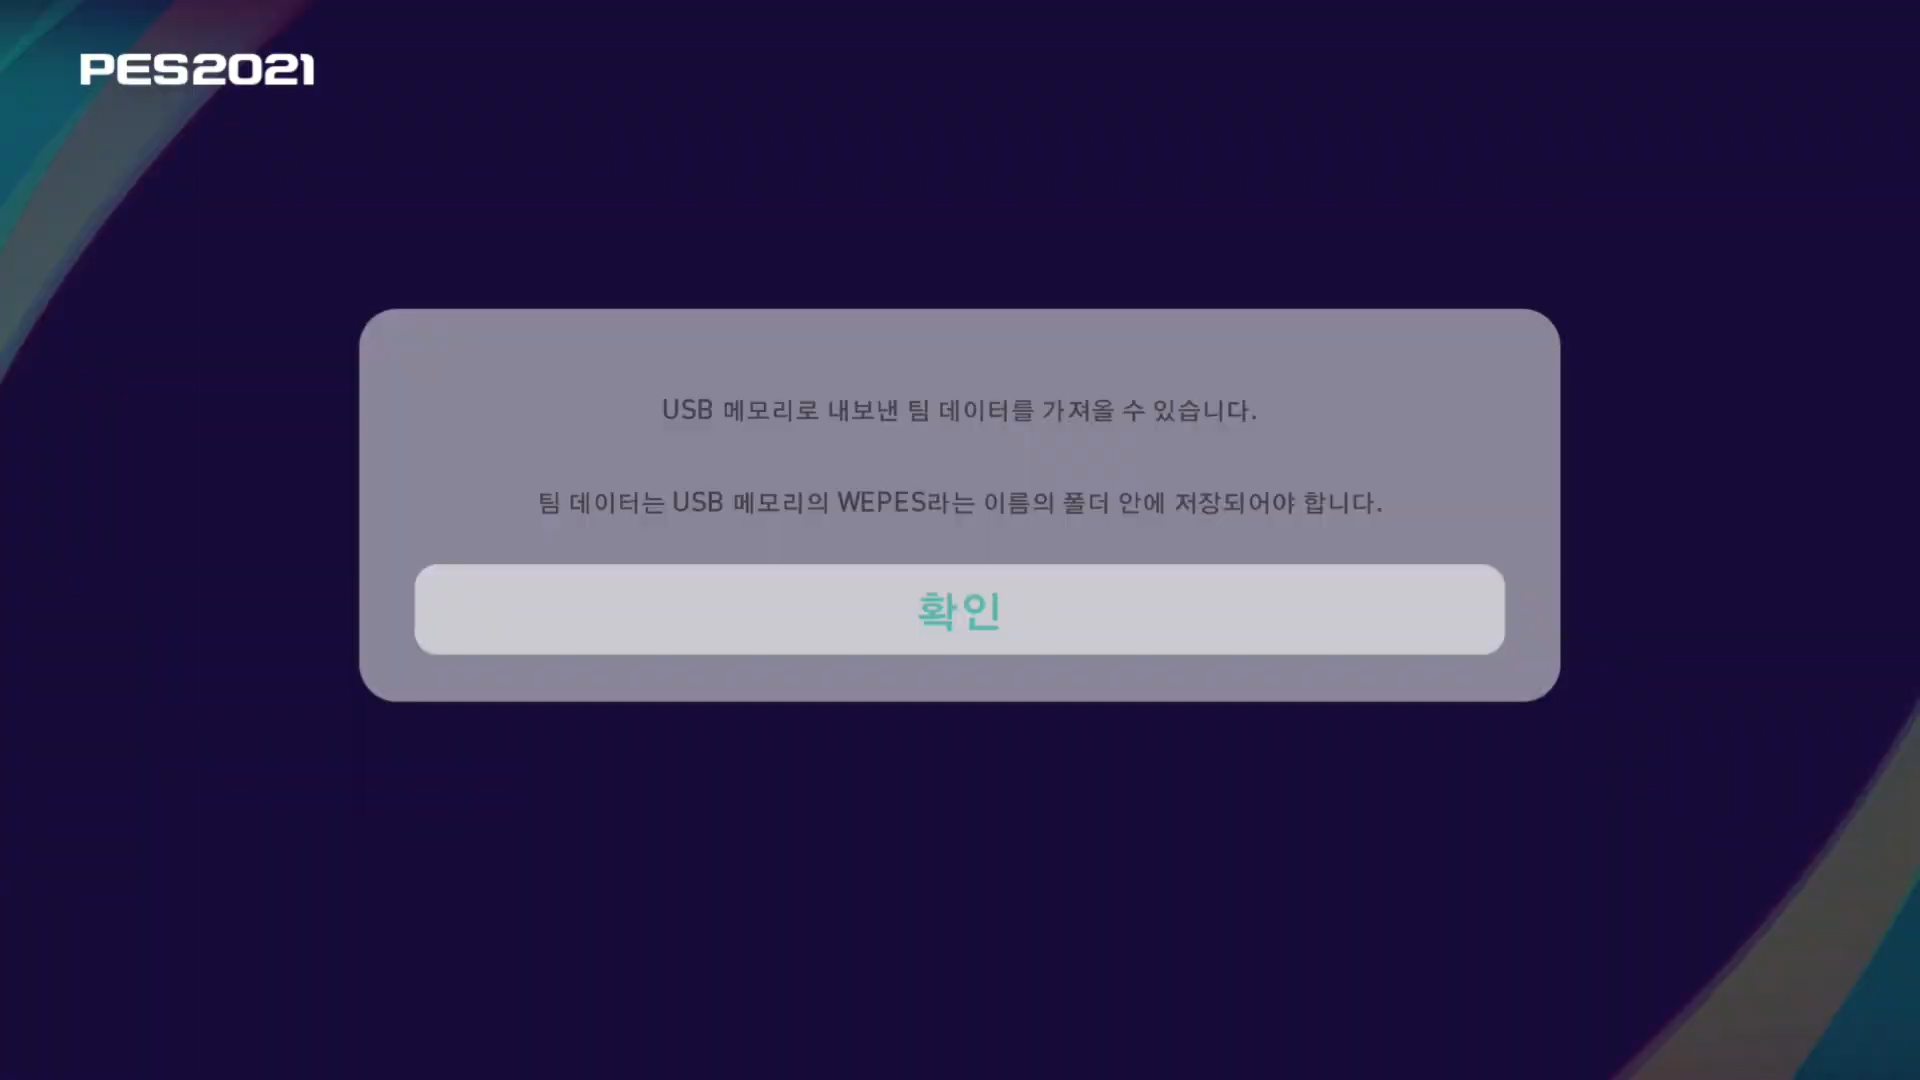 PES2021
USB 메모리로 내보낸 팀 데이터를 가져올 수 있습니다.
팀 데이터는 USB 메모리의 WEPES라는 이름의 폴더 안에 저장되어야 합니다.
확인